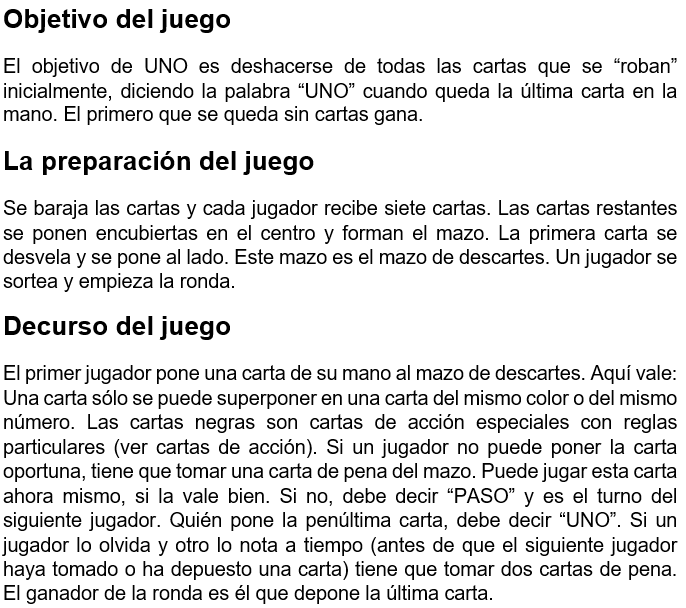 Objetivo del juego
El objetivo de UNO es deshacerse de todas las cartas que se “roban”
inicialmente, diciendo la palabra “UNO” cuando queda la última carta en la
mano. El primero que se queda sin cartas gana.
La preparación del juego
Se baraja las cartas y cada jugador recibe siete cartas. Las cartas restantes
se ponen encubiertas en el centro y forman el mazo. La primera carta se
desvela y se pone al lado. Este mazo es el mazo de descartes. Un jugador se
sortea y empieza la ronda.
Decurso del juego
El primer jugador pone una carta de su mano al mazo de descartes. Aquí vale:
Una carta sólo se puede superponer en una carta del mismo color o del mismo
número. Las cartas negras son cartas de acción especiales con reglas
particulares (ver cartas de acción). Si un jugador no puede poner la carta
oportuna, tiene que tomar una carta de pena del mazo. Puede jugar esta carta
ahora mismo, si la vale bien. Si no, debe decir “PASO” y es el turno del
siguiente jugador. Quién pone la penúltima carta, debe decir “UNO”. Si un
jugador lo olvida y otro lo nota a tiempo (antes de que el siguiente jugador
haya tomado o ha depuesto una carta) tiene que tomar dos cartas de pena.
El ganador de la ronda es él que depone la última carta.